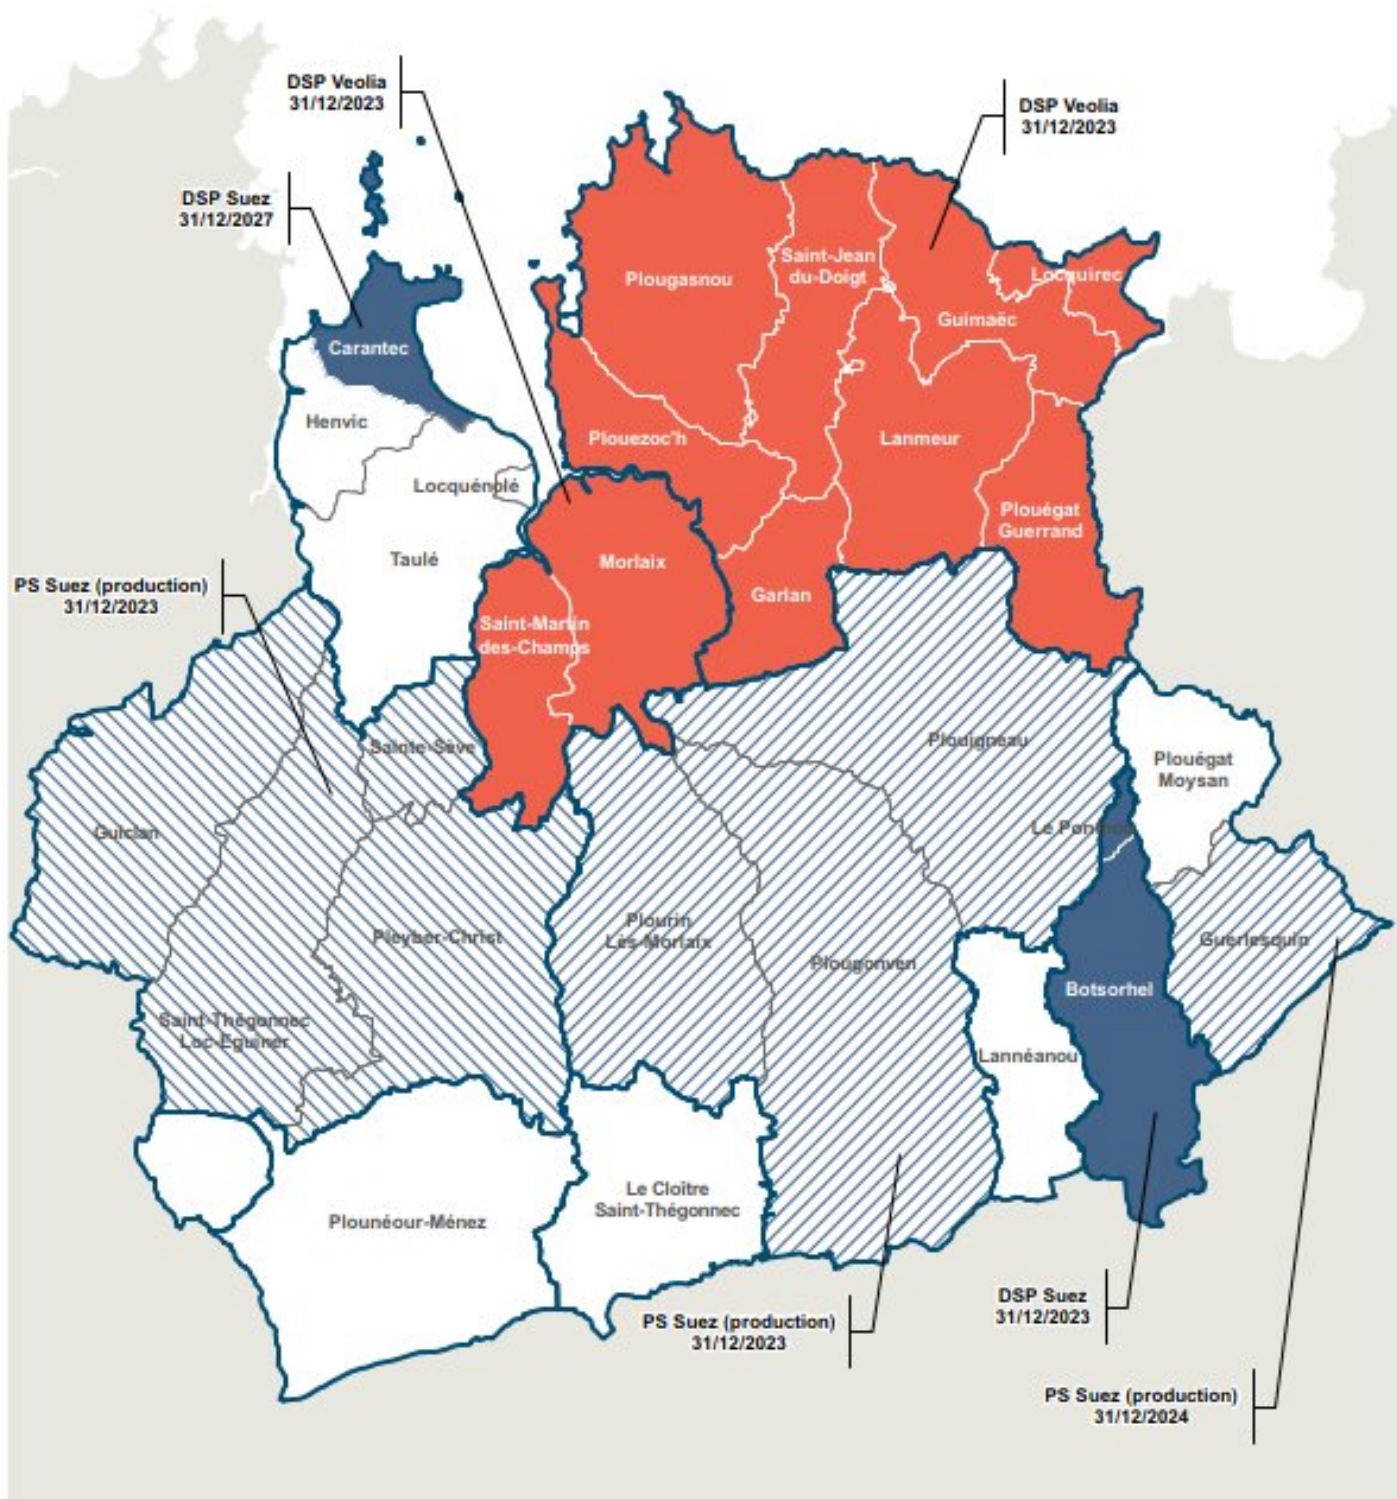 DSP Veolia
31/12/2023
DSP Veolia
31/12/2023
DSP Suez
31/12/2027
Plougasnou
Saint-Jean
du-Doigt
Locquirec
Guimaëc
Carantec
Henvic
Plouezoc'h
Lanmeur
Locquénolé
Plouégat
Guerrand
Taulé
Morlaix
Garlan
PS Suez (production)
31/12/2023
Saint-Martin
des-Champs
Sainte-Sève
Plouigneau
Plouégat
Moysan
Guiclan
Le Ponthou
Pleyber-Christ
Plourin
Lès-Morlaix
Plougonven
Guerlesquin
Botsorhel
Saint-Thégonnec
Loc-Eguiner
Lannéanou
Plounéour-Ménez
Le Cloître
Saint-Thégonnec
PS Suez (production)
31/12/2023
DSP Suez
31/12/2023
PS Suez (production)
31/12/2024